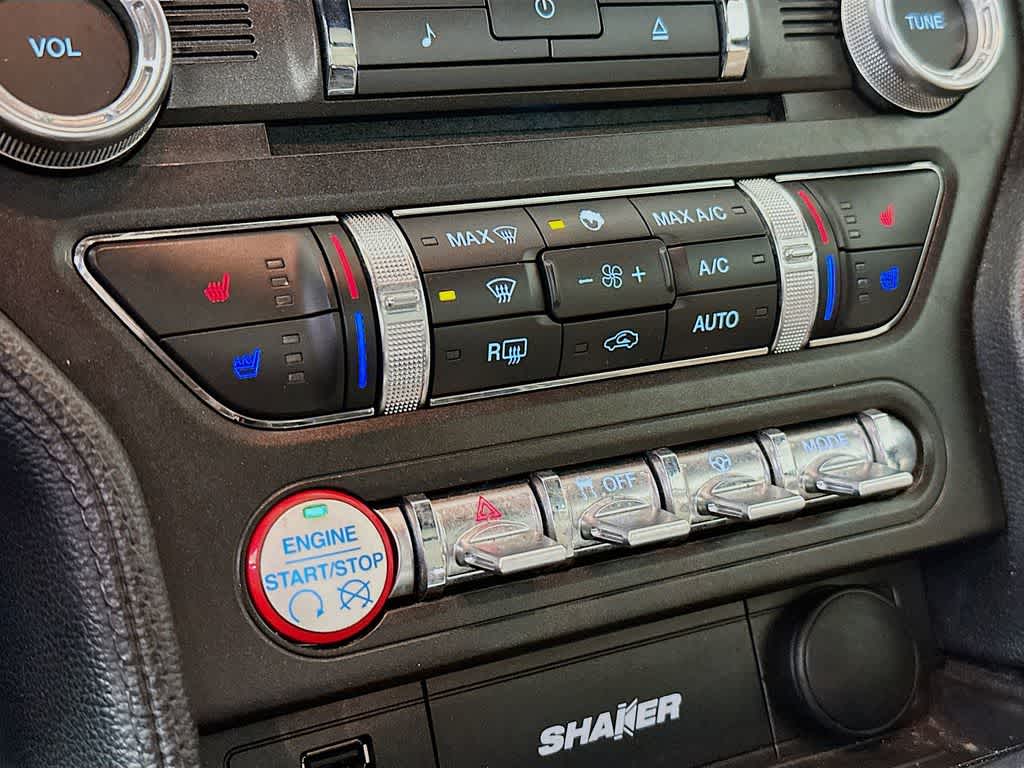 VOL
TUNE
MAX
MAX A/C
A/C
R
AUTO
OFF
MODE
ENGINE
START/STOP
SHAKER